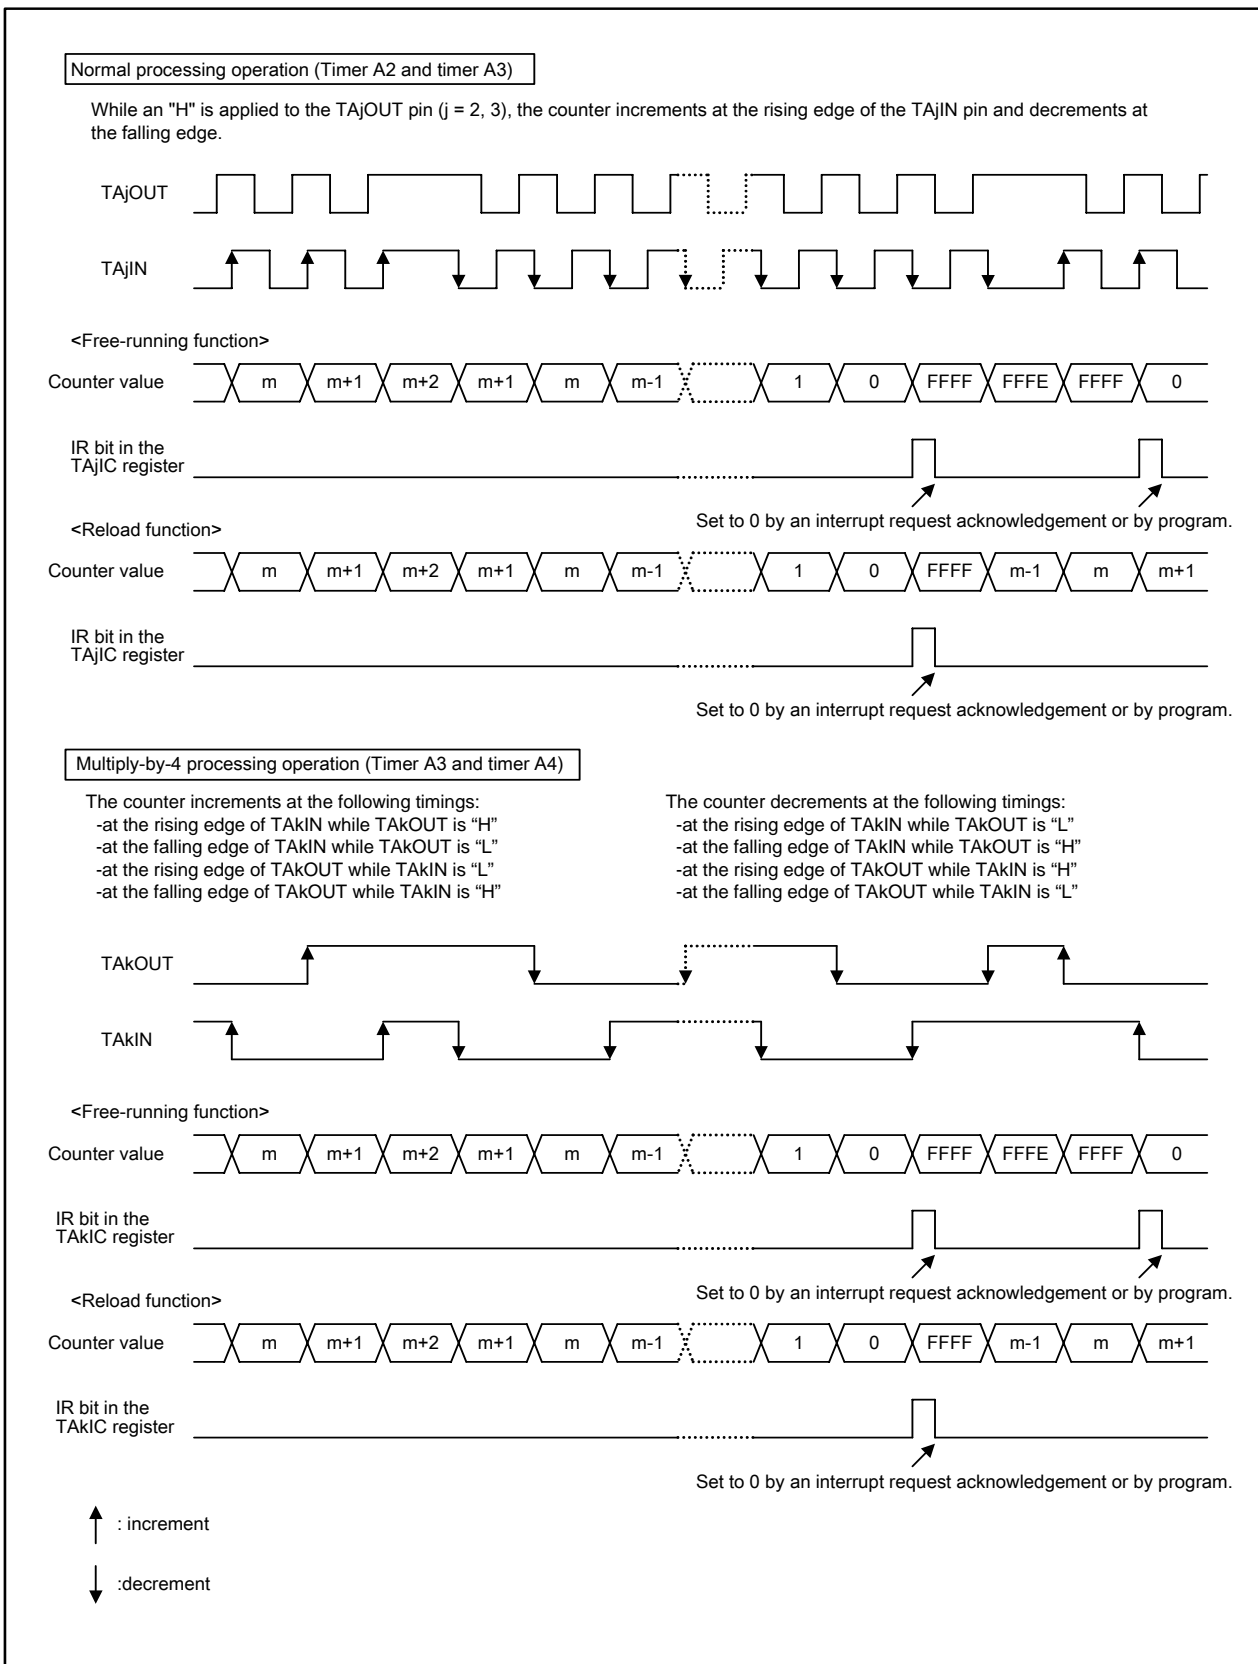 Normal processing operation (Timer A2 and timer A3)
While an "H" is applied to the TAjOUT pin (j = 2, 3), the counter increments at the rising edge of the TAjIN pin and decrements at
the falling edge.
TAjOUT
TAjIN
<Free-running function>
Counter value m m+1 m+2 m+1 m m-1 1 0 FFFF FFFE FFFF 0
IR bit in the
TAjIC register
Set to 0 by an interrupt request acknowledgement or by program.
<Reload function>
Counter value m m+1 m+2 m+1 m m-1 1 0 FFFF m-1 m m+1
IR bit in the
TAjIC register
Set to 0 by an interrupt request acknowledgement or by program.
Multiply-by-4 processing operation (Timer A3 and timer A4)
The counter increments at the following timings:
-at the rising edge of TAkIN while TAkOUT is “H”
-at the falling edge of TAkIN while TAkOUT is “L”
-at the rising edge of TAkOUT while TAkIN is “L”
-at the falling edge of TAkOUT while TAkIN is “H”
The counter decrements at the following timings:
-at the rising edge of TAkIN while TAkOUT is “L”
-at the falling edge of TAkIN while TAkOUT is “H”
-at the rising edge of TAkOUT while TAkIN is “H”
-at the falling edge of TAkOUT while TAkIN is “L”
TAkOUT
TAkIN
<Free-running function>
Counter value m m+1 m+2 m+1 m m-1 1 0 FFFF FFFE FFFF 0
IR bit in the
TAkIC register
Set to 0 by an interrupt request acknowledgement or by program.
<Reload function>
Counter value m m+1 m+2 m+1 m m-1 1 0 FFFF m-1 m m+1
IR bit in the
TAkIC register
Set to 0 by an interrupt request acknowledgement or by program.
: increment
:decrement